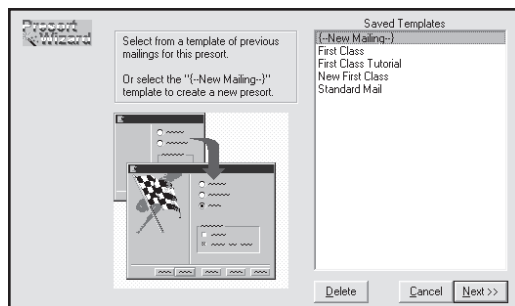 Presort
Wizard
Select from a template of previous
mailings for this presort.
Or select the "(--New Mailing--)"
template to create a new presort.
Saved Templates
(--New Mailing--)
First Class
First Class Tutorial
New First Class
Standard Mail
Delete
Cancel
Next >>